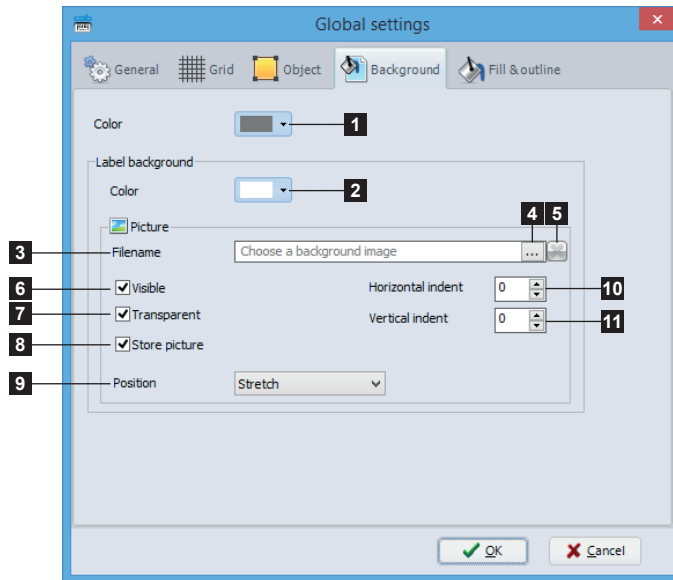 cab
Global settings
General Grid Object Background Fill & outline
Color 1
Label background
Color 2
Picture 4 5
3 Filename Choose a background image ...
6 Visible Horizontal indent 0 10
7 Transparent Vertical indent 0 11
8 Store picture
9 Position Stretch
OK Cancel